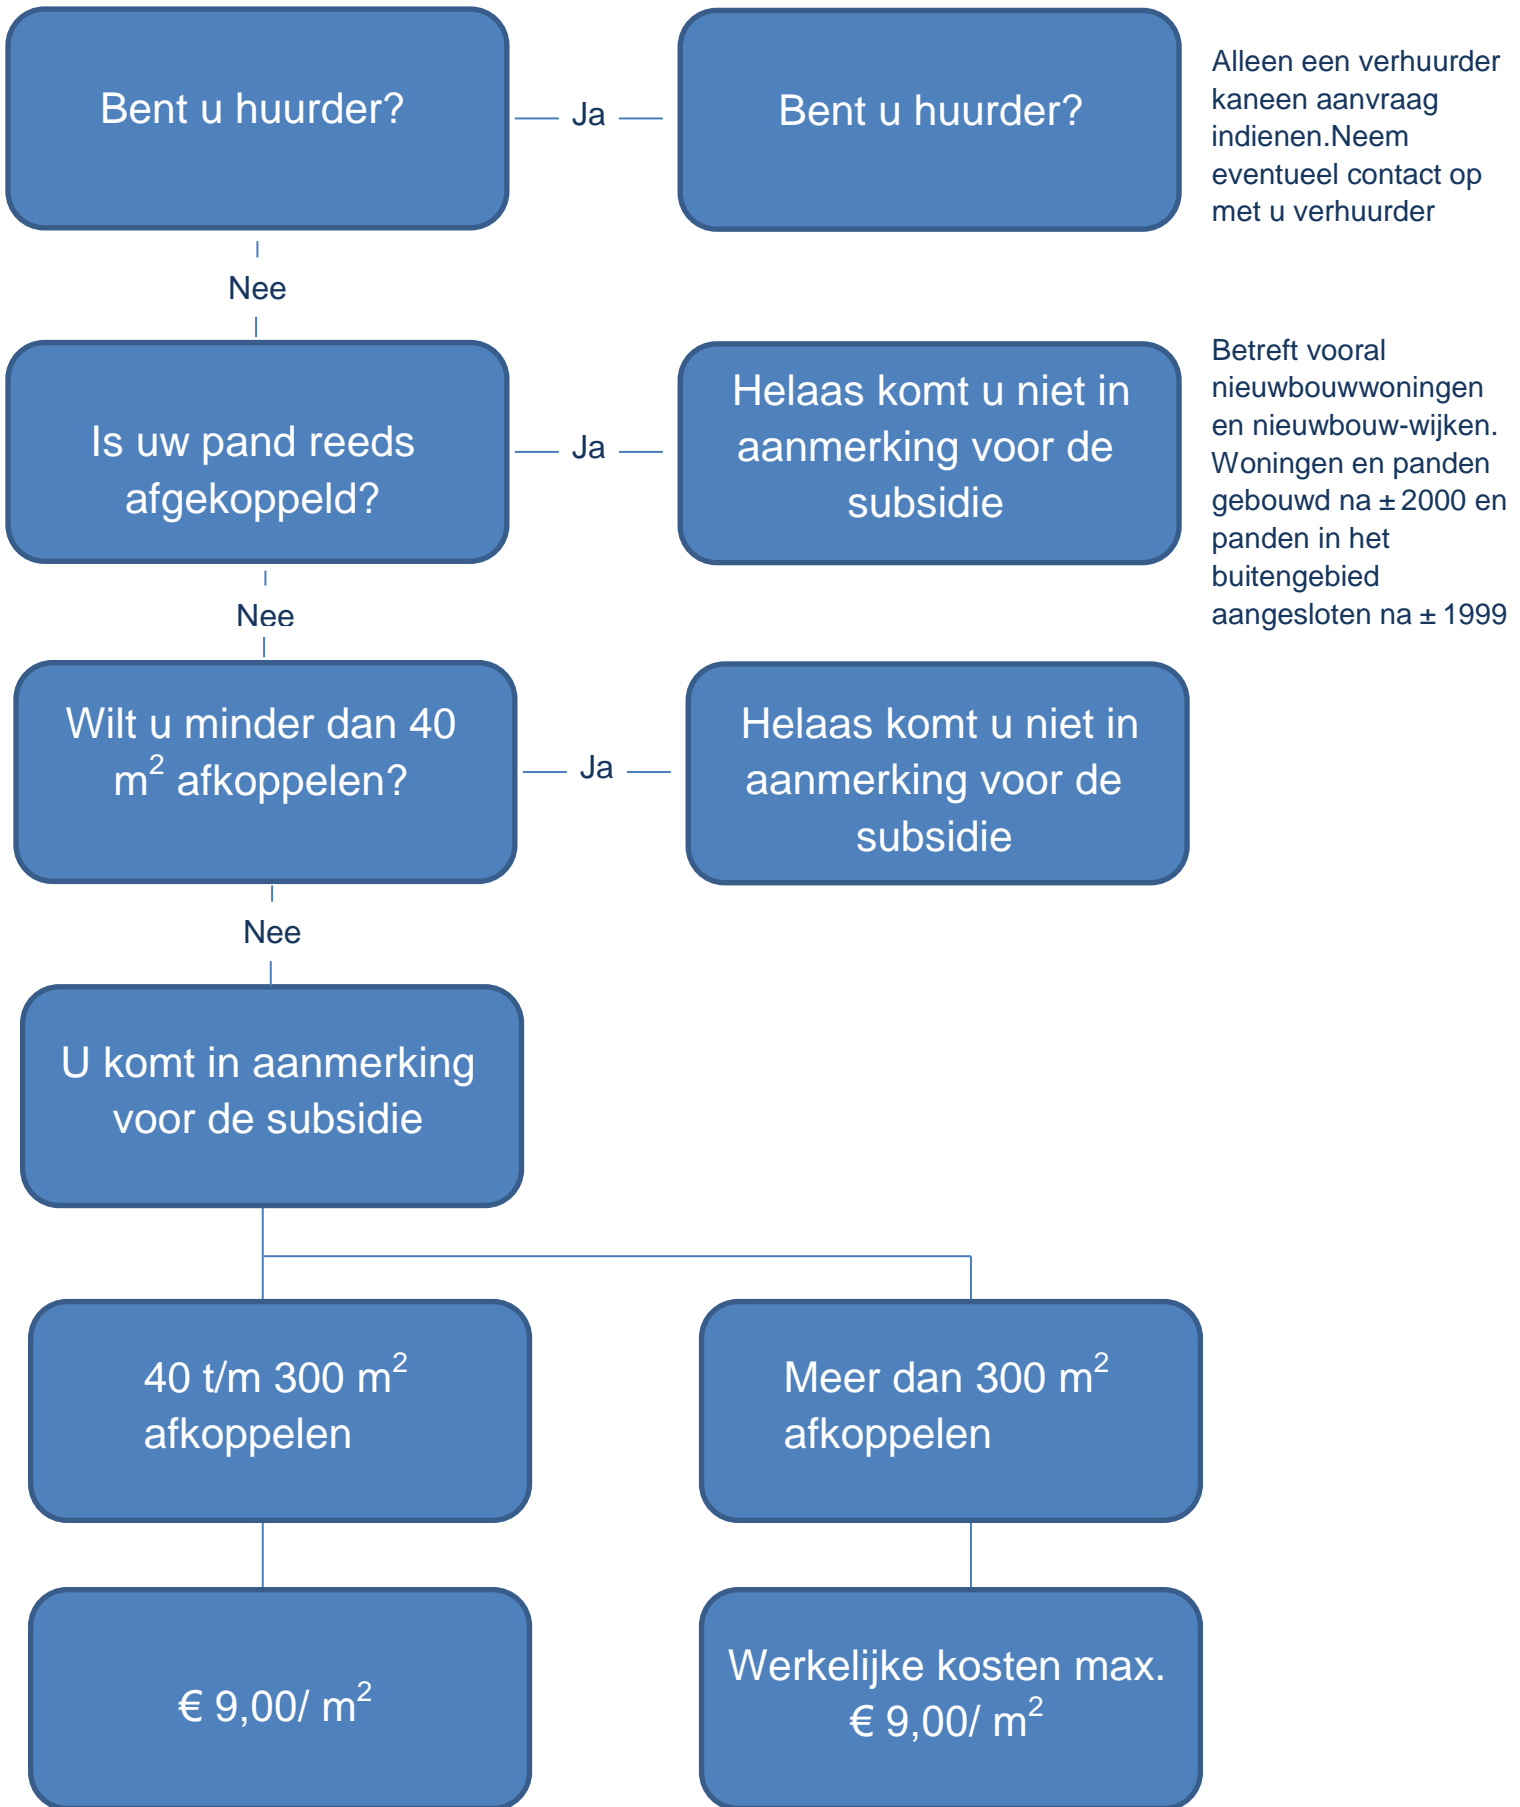 Bent u huurder?
Ja
Bent u huurder?
Alleen een verhuurder
kaneen aanvraag
indienen.Neem
eventueel contact op
met u verhuurder
Nee
Is uw pand reeds
afgekoppeld?
Ja
Helaas komt u niet in
aanmerking voor de
subsidie
Betreft vooral
nieuwbouwwoningen
en nieuwbouw-wijken.
Woningen en panden
gebouwd na ± 2000 en
panden in het
buitengebied
aangesloten na ± 1999
Nee
Wilt u minder dan 40
m² afkoppelen?
Ja
Helaas komt u niet in
aanmerking voor de
subsidie
Nee
U komt in aanmerking
voor de subsidie
40 t/m 300 m²
afkoppelen
Meer dan 300 m²
afkoppelen
€ 9,00/ m²
Werkelijke kosten max.
€ 9,00/ m²